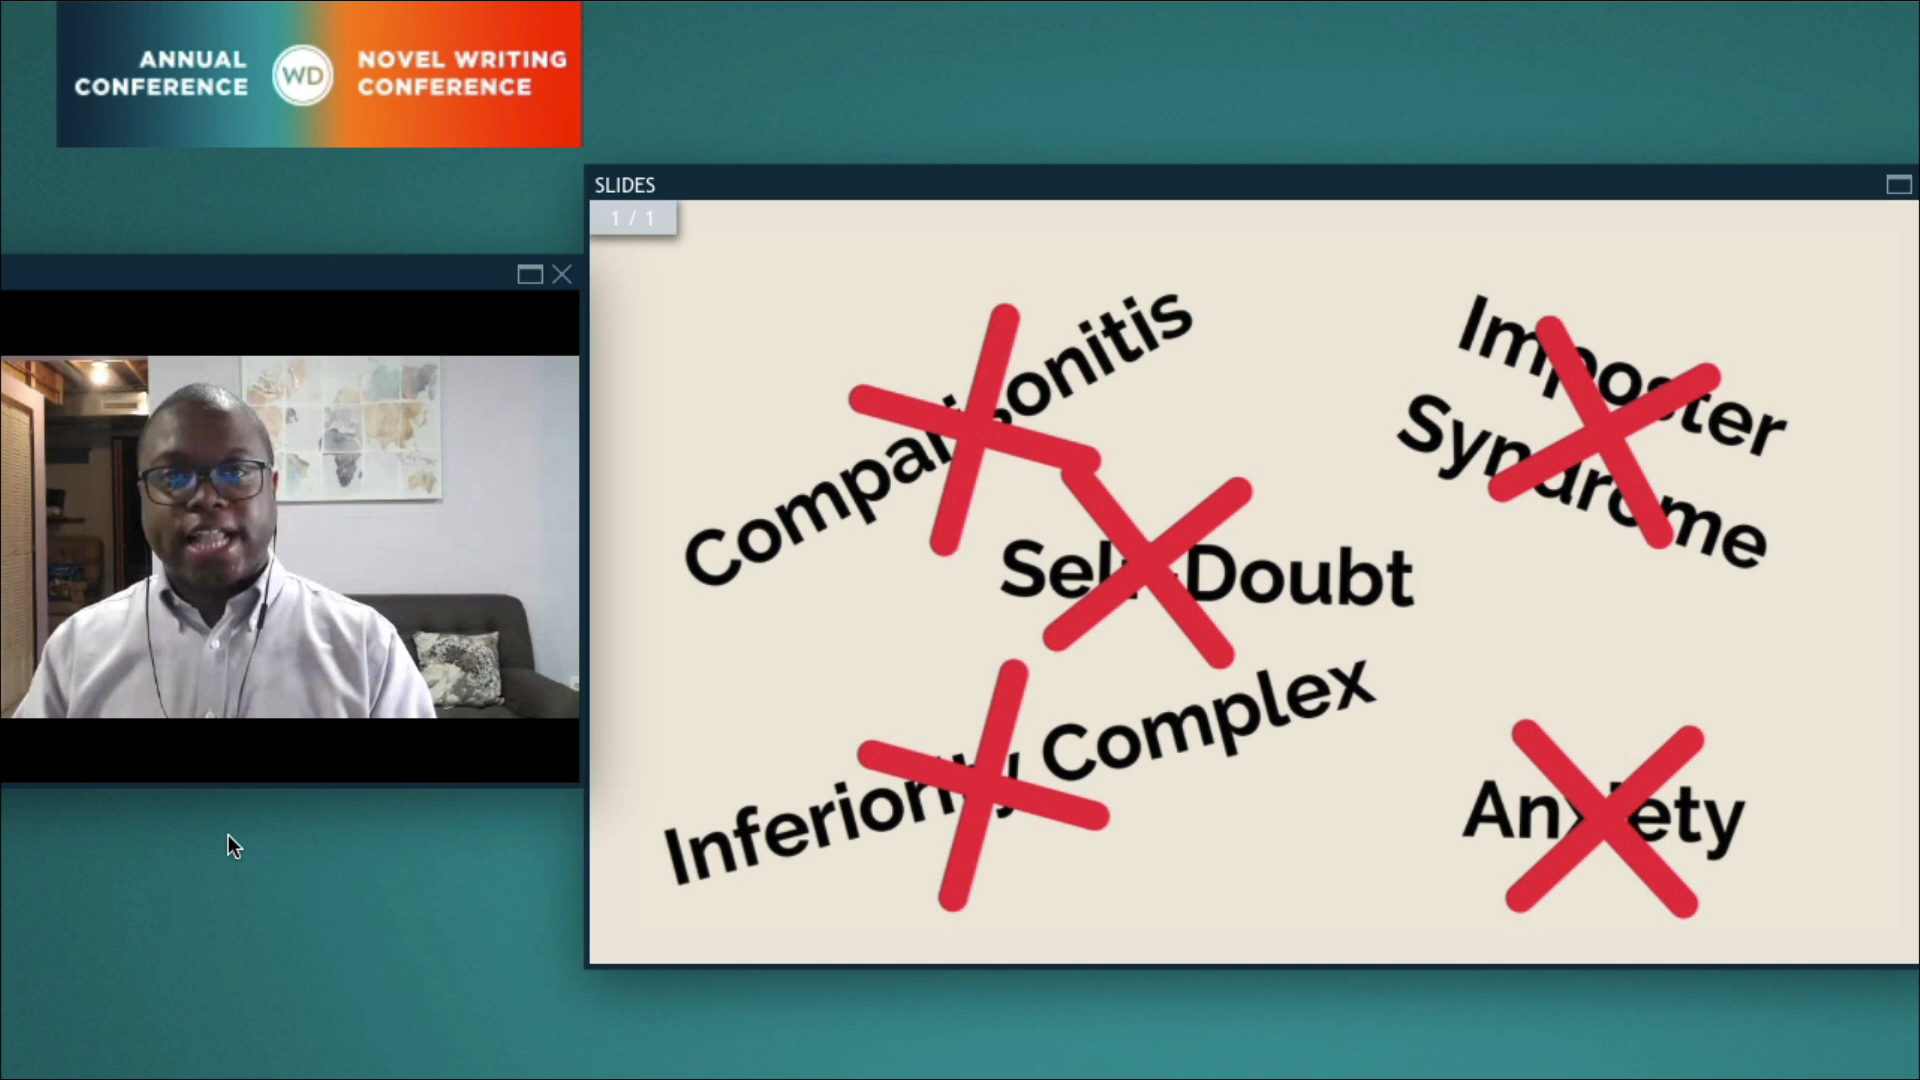 ANNUAL
CONFERENCE
WD
NOVEL WRITING
CONFERENCE
SLIDES
1 / 1
Comparisonitis
Imposter
Syndrome
Self-Doubt
Inferiority Complex
Anxiety